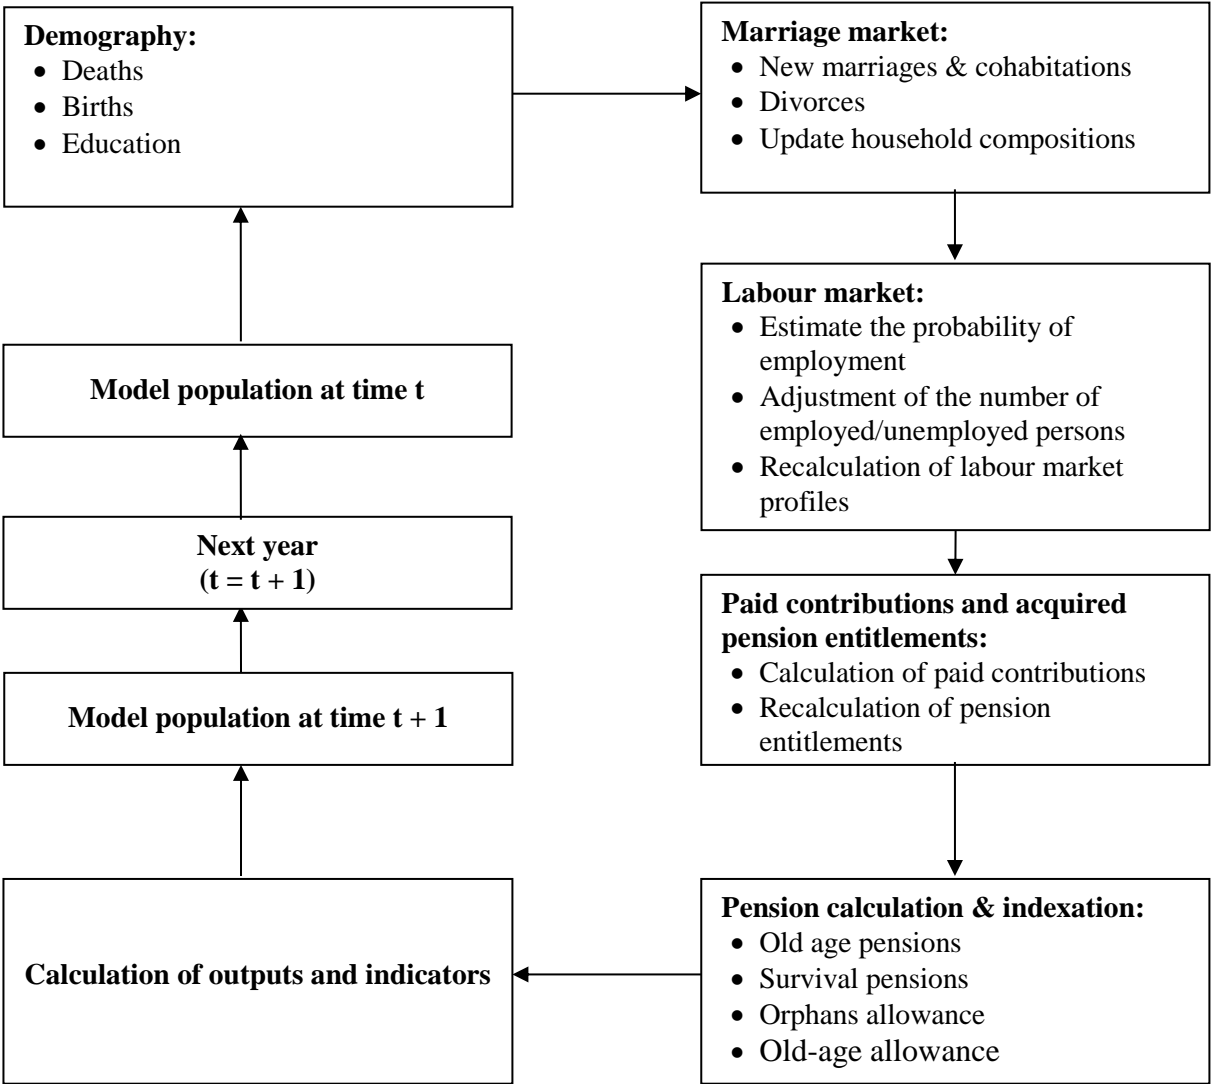 Demography:
• Deaths
• Births
• Education
Marriage market:
• New marriages & cohabitations
• Divorces
• Update household compositions
Labour market:
• Estimate the probability of
employment
• Adjustment of the number of
employed/unemployed persons
• Recalculation of labour market
profiles
Paid contributions and acquired
pension entitlements:
• Calculation of paid contributions
• Recalculation of pension
entitlements
Pension calculation & indexation:
• Old age pensions
• Survival pensions
• Orphans allowance
• Old-age allowance
Calculation of outputs and indicators
Model population at time t + 1
Next year
(t = t + 1)
Model population at time t